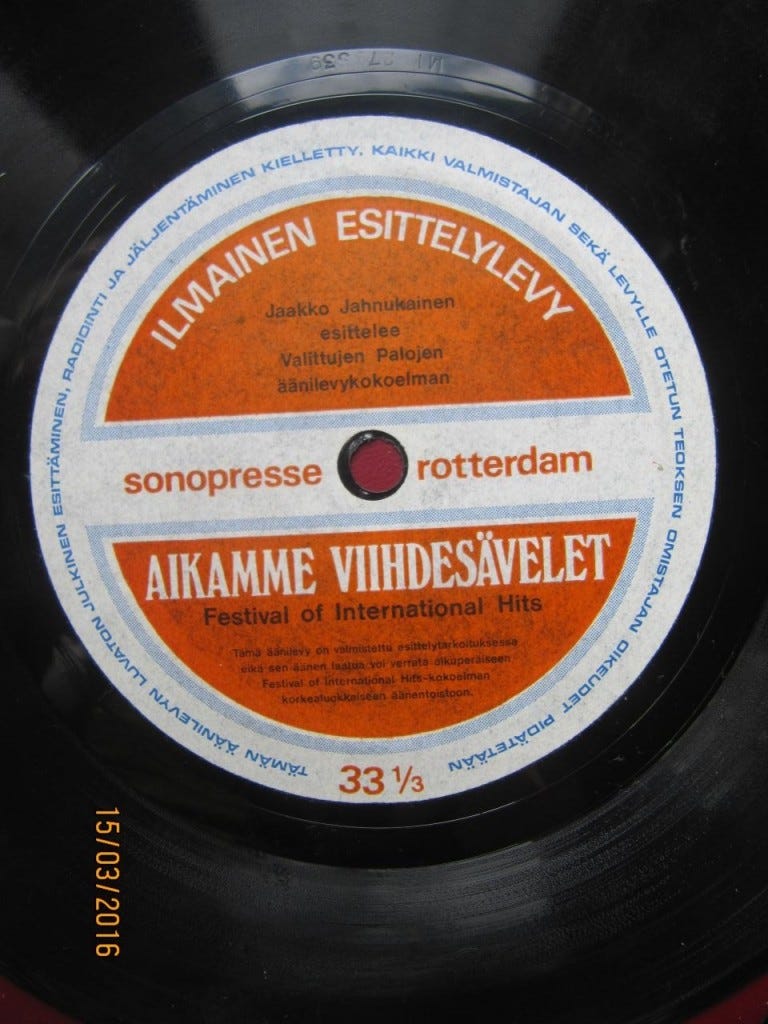 TÄMÄN ÄÄNILEVYN LUVATON JULKINEN ESITTÄMINEN, RADIOINTI JA JÄLJENTÄMINEN KIELLETTY. KAIKKI VALMISTAJAN SEKÄ LEVYLLE OTETUN TEOKSEN OMISTAJAN OIKEUDET PIDÄTETÄÄN
ILMAINEN ESITTELYLEVY
Jaakko Jahnukainen
esittelee
Valittujen Palojen
äänilevykokoelman
sonopresse rotterdam
AIKAMME VIIHDESÄVELET
Festival of International Hits
Tämä äänilevy on valmistettu esittelytarkoituksessa
eikä sen äänen laatua voi verrata alkuperäiseen
Festival of International Hits-kokoelman
korkealuokkaiseen äänentoistoon.
33 1/3
15/03/2016